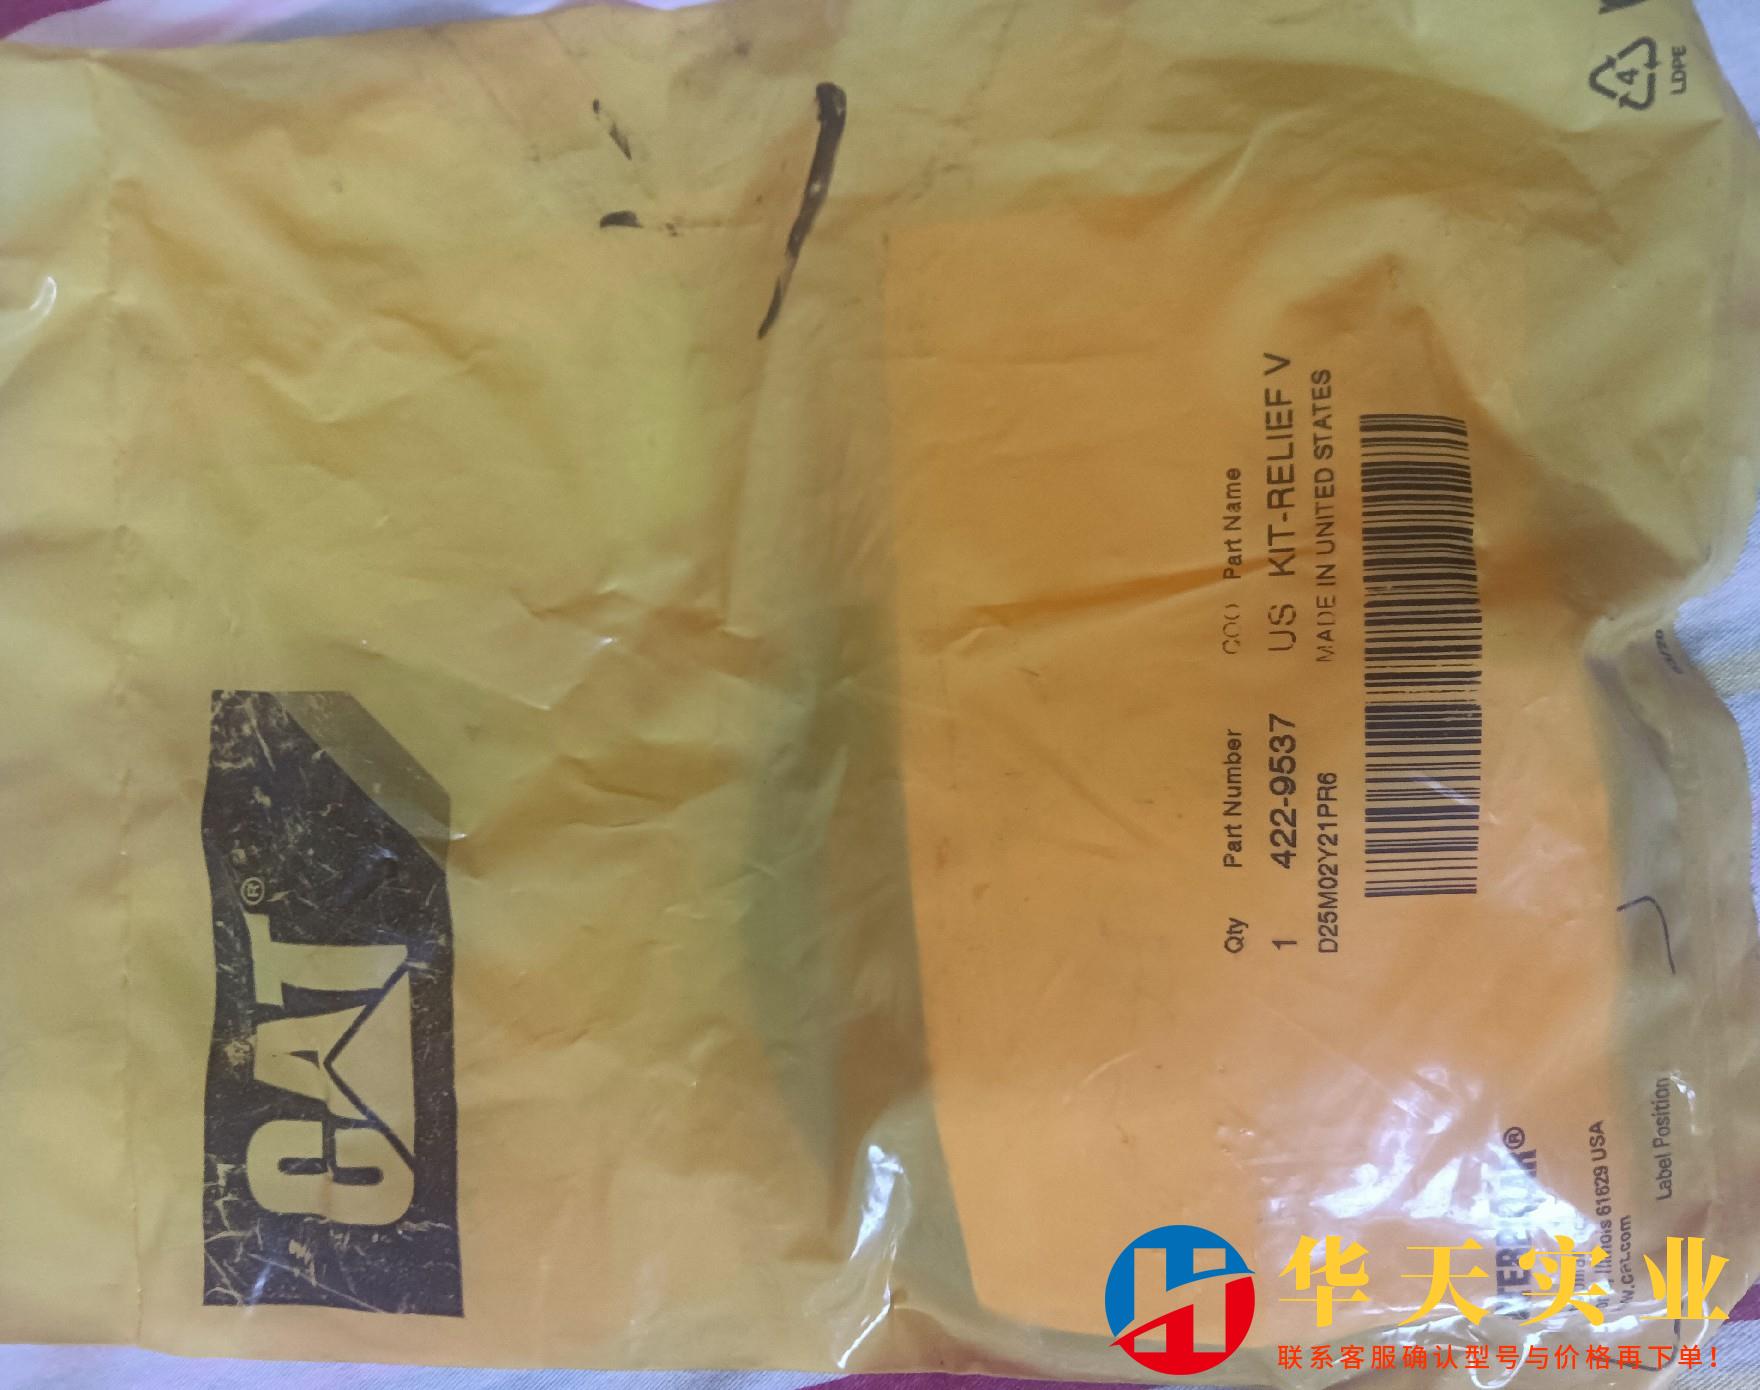 CAT®
Qty Part Number COO Part Name
1 422-9537 US KIT-RELIEF V
D25M02Y21PR6 MADE IN UNITED STATES
61629 USA
Label Position
4
LDPE
华天实业
联系客服确认型号与价格再下单!